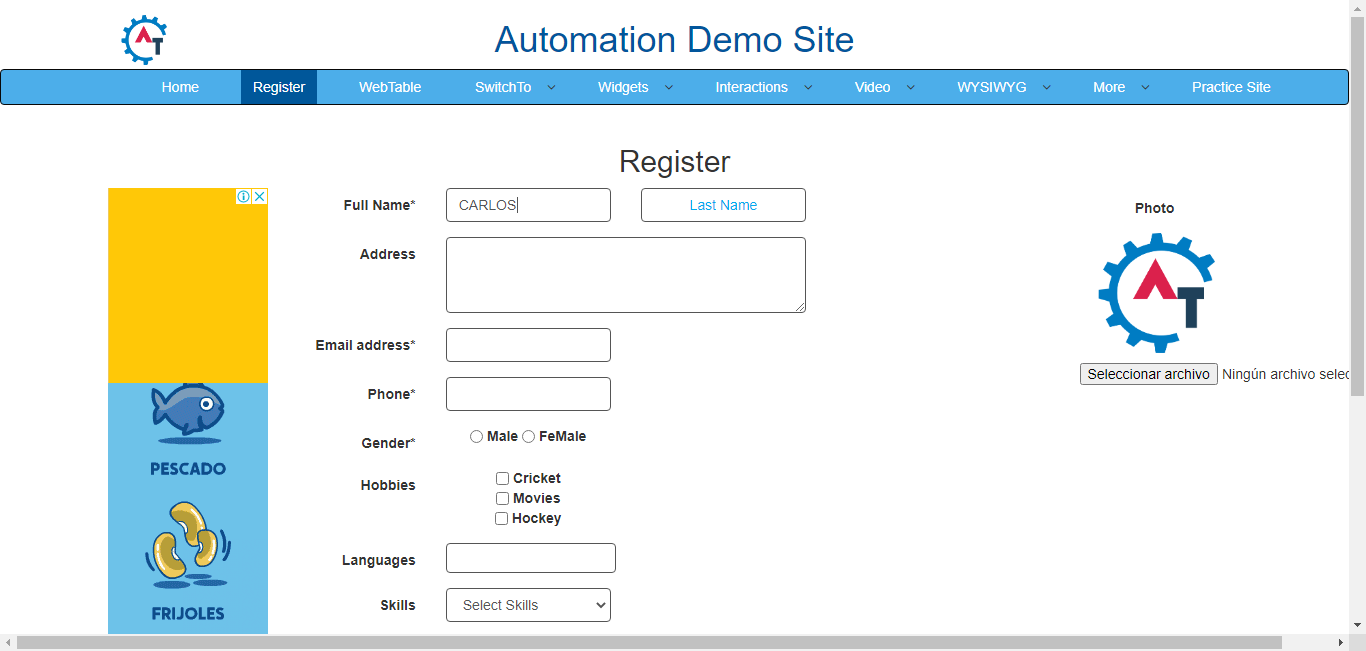 AT
Automation Demo Site
Home Register WebTable SwitchTo Widgets Interactions Video WYSIWYG More Practice Site
Register
Full Name* CARLOS Last Name
Photo
Address
AT
Email address*
Seleccionar archivo Ningún archivo selec
Phone*
Gender* Male FeMale
PESCADO
Hobbies Cricket
Movies
Hockey
Languages
Skills Select Skills
FRIJOLES